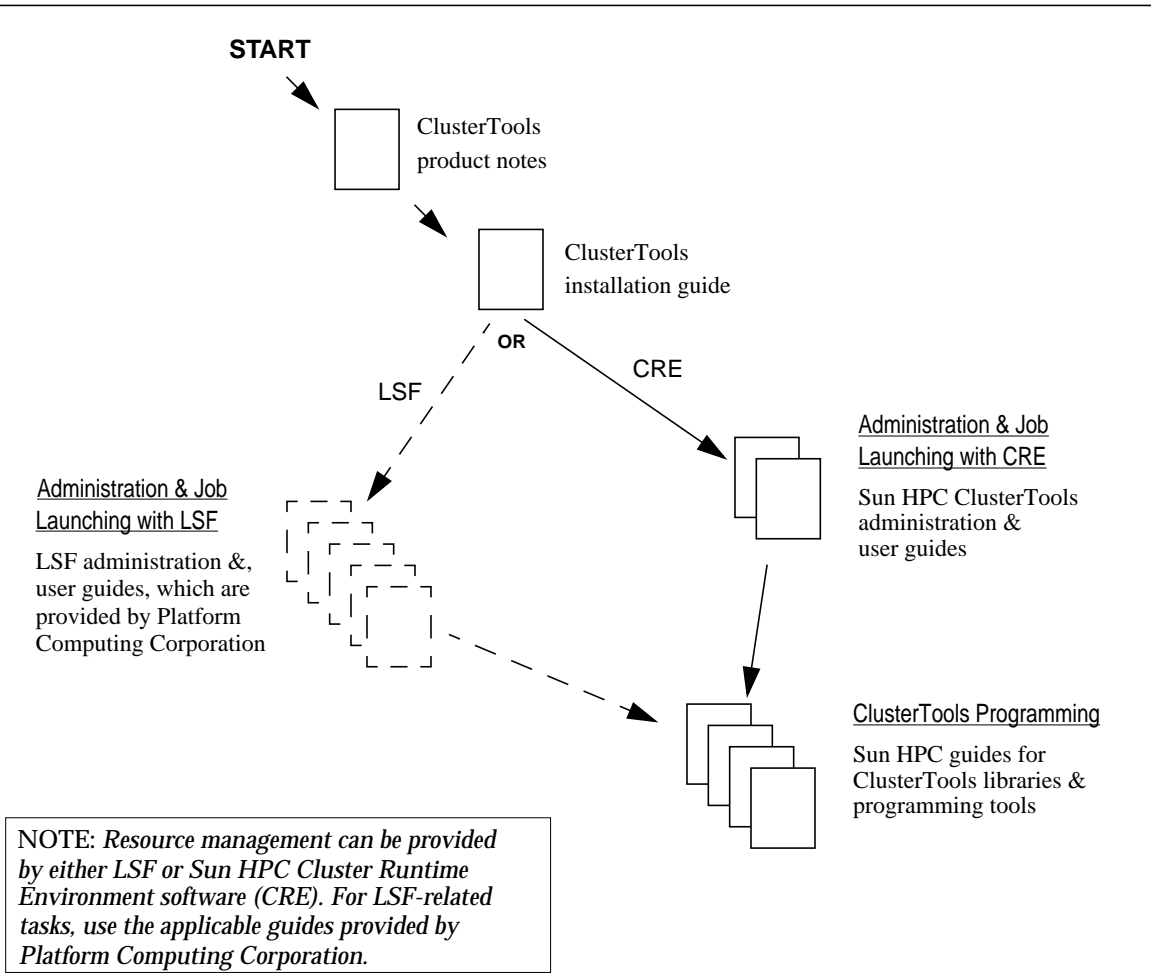 START
ClusterTools
product notes
ClusterTools
installation guide
OR
LSF
CRE
Administration & Job
Launching with CRE
Sun HPC ClusterTools
administration &
user guides
Administration & Job
Launching with LSF
LSF administration &,
user guides, which are
provided by Platform
Computing Corporation
ClusterTools Programming
Sun HPC guides for
ClusterTools libraries &
programming tools
NOTE: Resource management can be provided
by either LSF or Sun HPC Cluster Runtime
Environment software (CRE). For LSF-related
tasks, use the applicable guides provided by
Platform Computing Corporation.